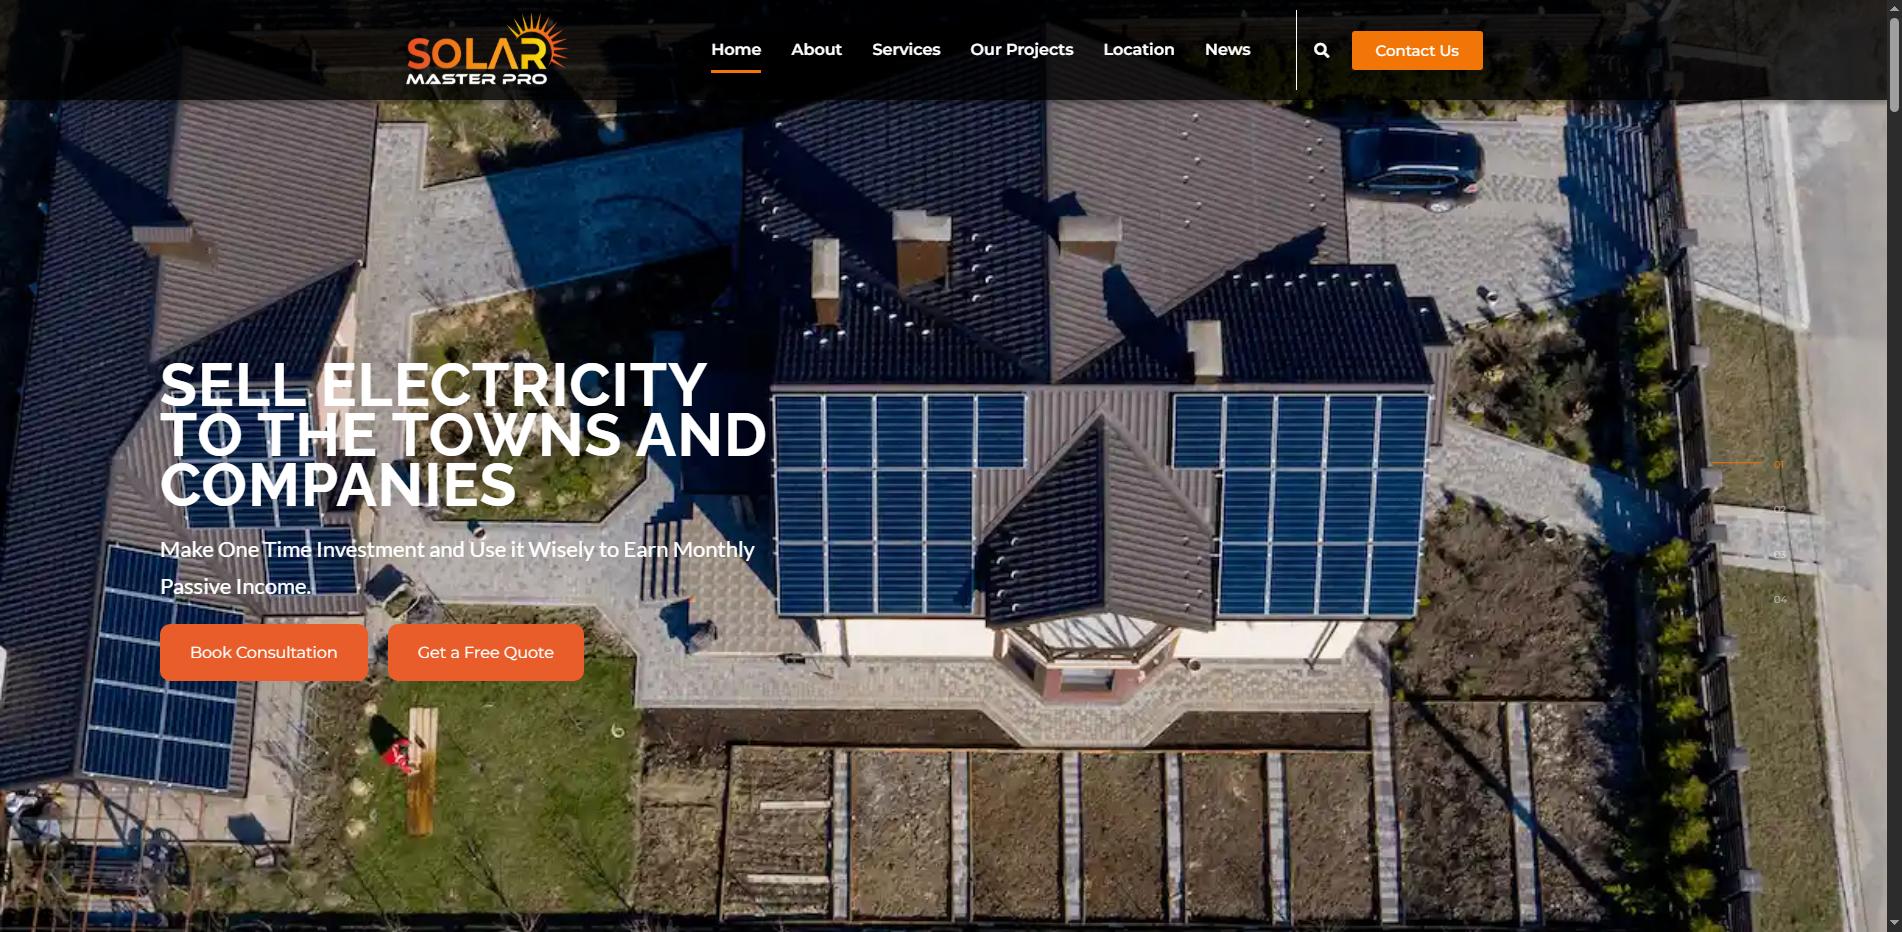 SOLAR
MASTER PRO
Home About Services Our Projects Location News
Contact Us
SELL ELECTRICITY
TO THE TOWNS AND
COMPANIES
Make One Time Investment and Use it Wisely to Earn Monthly
Passive Income.
Book Consultation
Get a Free Quote
01
02
03
04